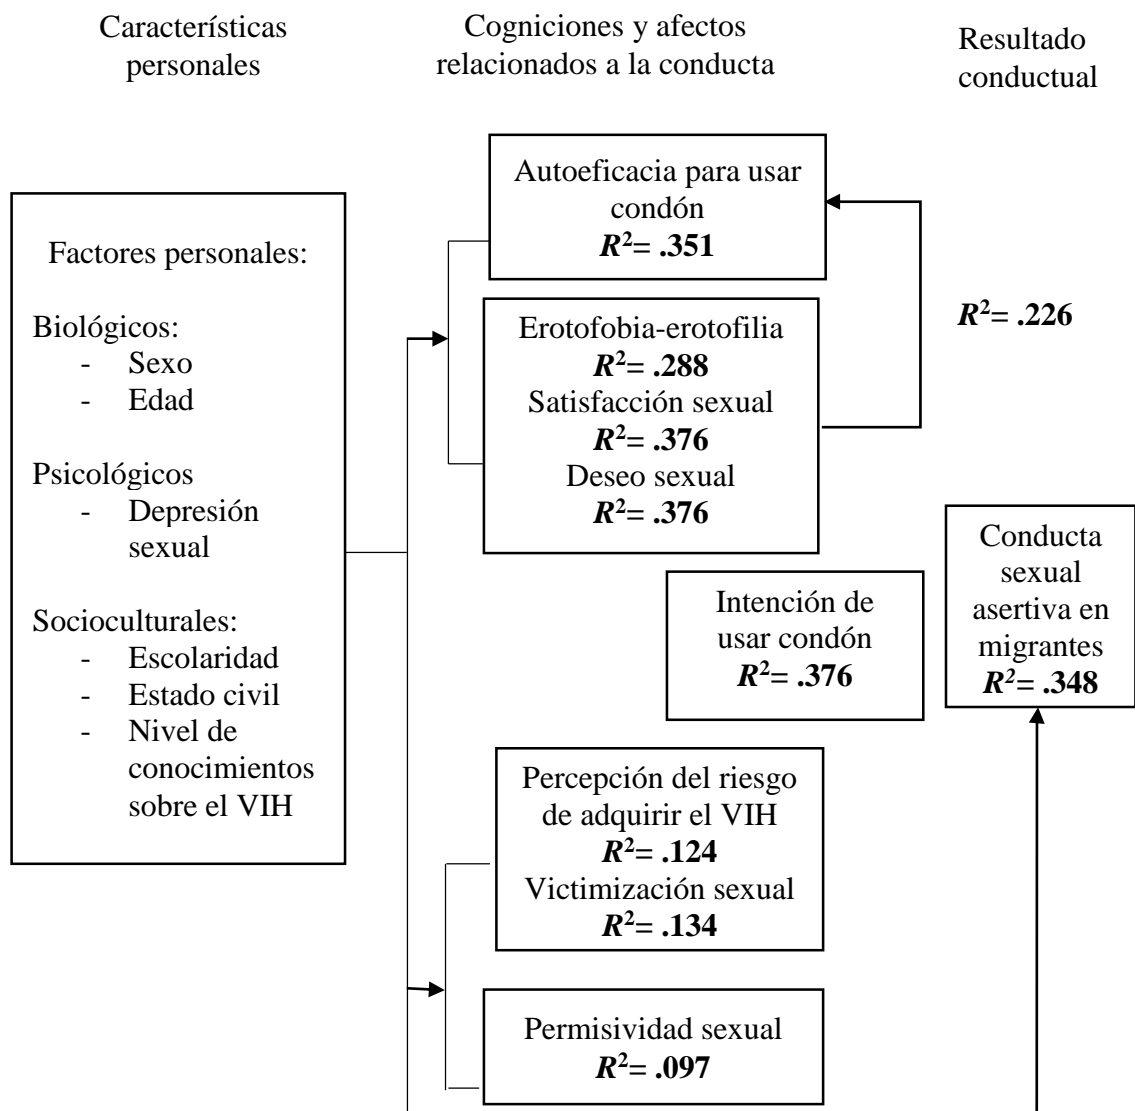 Características
personales
Cogniciones y afectos
relacionados a la conducta
Resultado
conductual
Factores personales:
Biológicos:
- Sexo
- Edad
Psicológicos
- Depresión
sexual
Socioculturales:
- Escolaridad
- Estado civil
- Nivel de
conocimientos
sobre el VIH
Autoeficacia para usar
condón
R²= .351
Erotofobia-erotofilia
R²= .288
Satisfacción sexual
R²= .376
Deseo sexual
R²= .376
R²= .226
Intención de
usar condón
R²= .376
Conducta
sexual
asertiva en
migrantes
R²= .348
Percepción del riesgo
de adquirir el VIH
R²= .124
Victimización sexual
R²= .134
Permisividad sexual
R²= .097